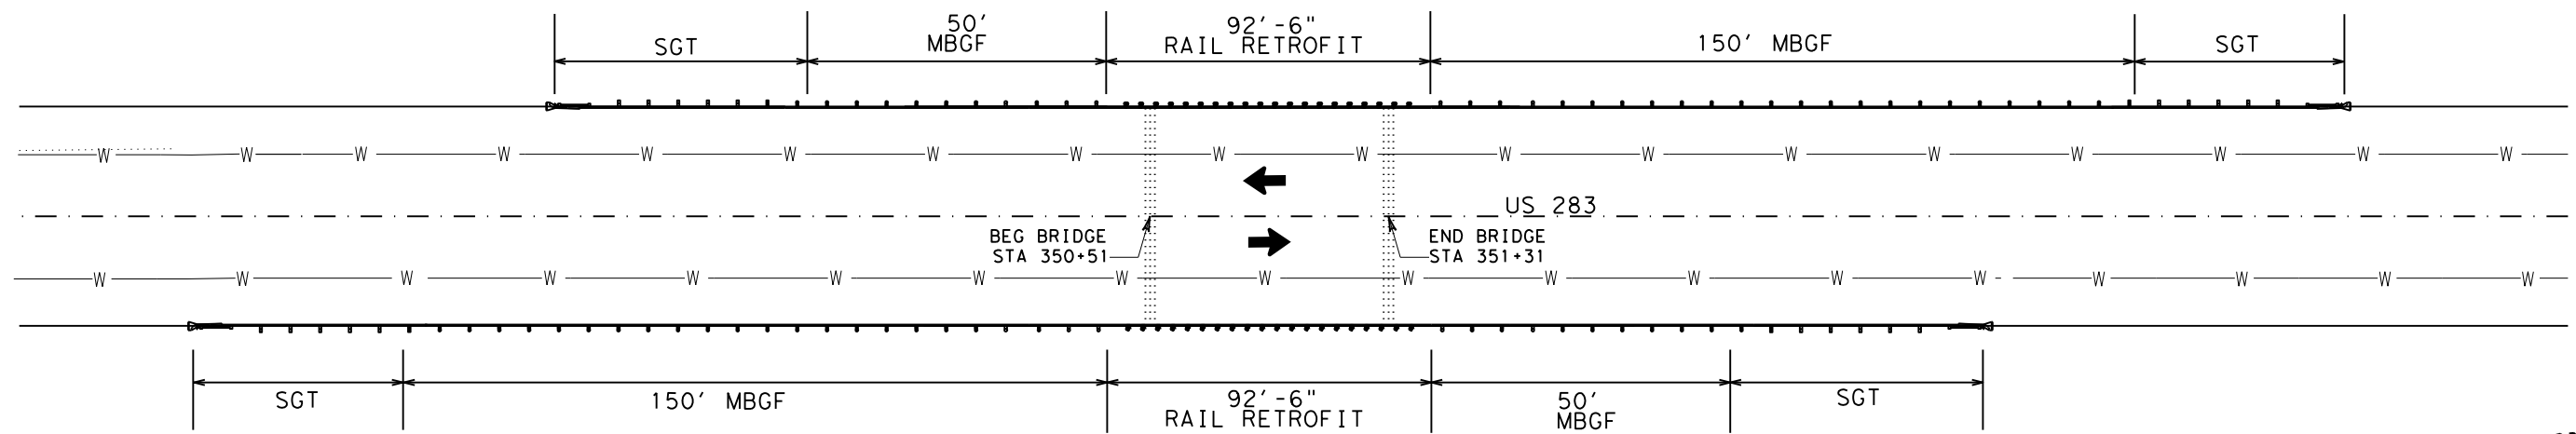 SGT
50'
MBGF
92'-6"
RAIL RETROFIT
150' MBGF
SGT
W W W W W W W W W W W W W W W W W W
US 283
BEG BRIDGE
STA 350+51
END BRIDGE
STA 351+31
W W W W W W W W W W W W W W W W W W
SGT
150' MBGF
92'-6"
RAIL RETROFIT
50'
MBGF
SGT